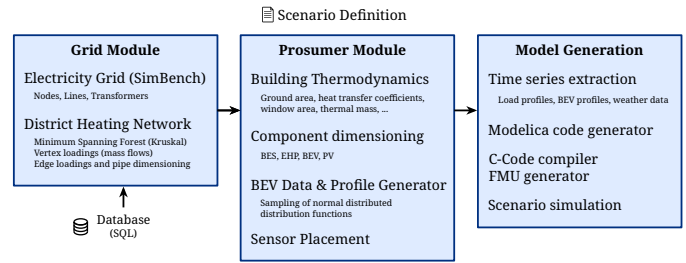 Scenario Definition
Grid Module
Electricity Grid (SimBench)
Nodes, Lines, Transformers
District Heating Network
Minimum Spanning Forest (Kruskal)
Vertex loadings (mass flows)
Edge loadings and pipe dimensioning
Database
(SQL)
Prosumer Module
Building Thermodynamics
Ground area, heat transfer coefficients,
window area, thermal mass, ...
Component dimensioning
BES, EHP, BEV, PV
BEV Data & Profile Generator
Sampling of normal distributed
distribution functions
Sensor Placement
Model Generation
Time series extraction
Load profiles, BEV profiles, weather data
Modelica code generator
C-Code compiler
FMU generator
Scenario simulation